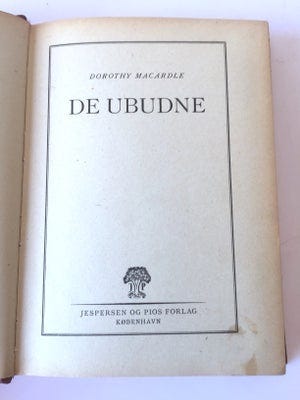 DOROTHY MACARDLE
DE UBUDNE
JESPERSEN OG PIOS FORLAG
KØBENHAVN